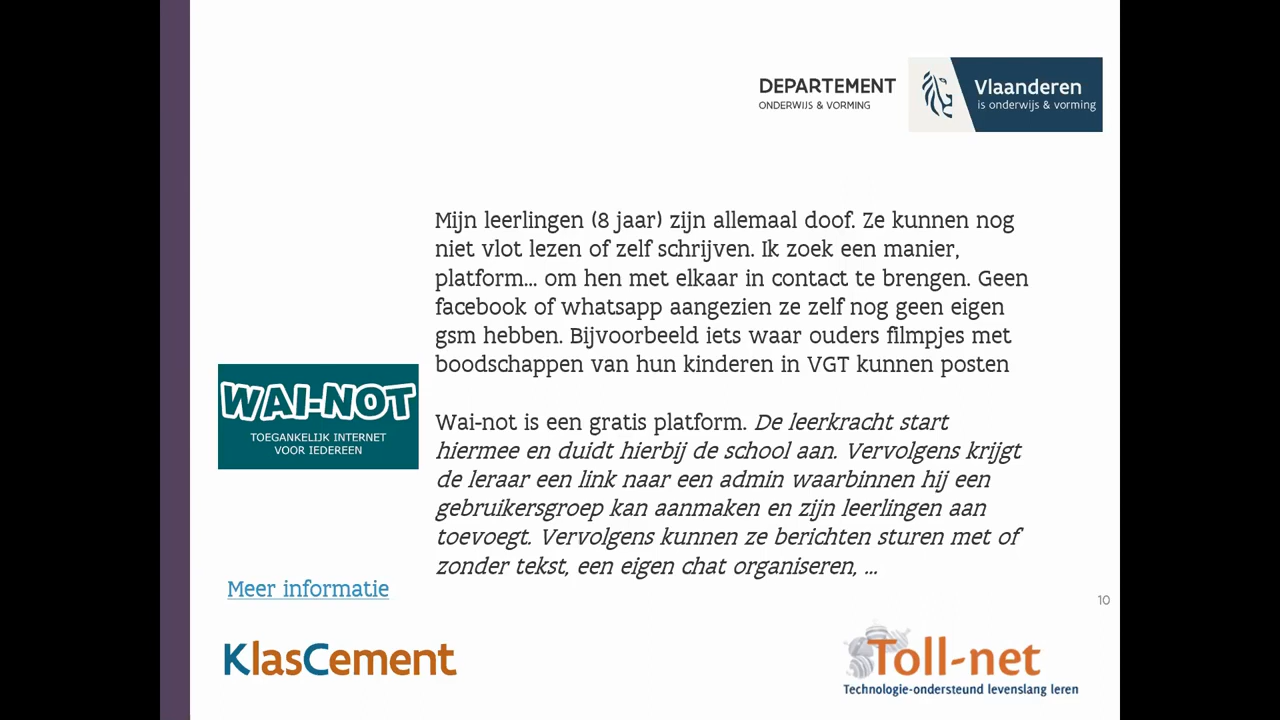 DEPARTEMENT
ONDERWIJS & VORMING
Vlaanderen
is onderwijs & vorming
Mijn leerlingen (8 jaar) zijn allemaal doof. Ze kunnen nog
niet vlot lezen of zelf schrijven. Ik zoek een manier,
platform... om hen met elkaar in contact te brengen. Geen
facebook of whatsapp aangezien ze zelf nog geen eigen
gsm hebben. Bijvoorbeeld iets waar ouders filmpjes met
boodschappen van hun kinderen in VGT kunnen posten
WAI-NOT
TOEGANKELIJK INTERNET
VOOR IEDEREEN
Wai-not is een gratis platform. De leerkracht start
hiermee en duidt hierbij de school aan. Vervolgens krijgt
de leraar een link naar een admin waarbinnen hij een
gebruikersgroep kan aanmaken en zijn leerlingen aan
toevoegt. Vervolgens kunnen ze berichten sturen met of
zonder tekst, een eigen chat organiseren, ...
Meer informatie
10
KlasCement
Toll-net
Technologie-ondersteund levenslang leren